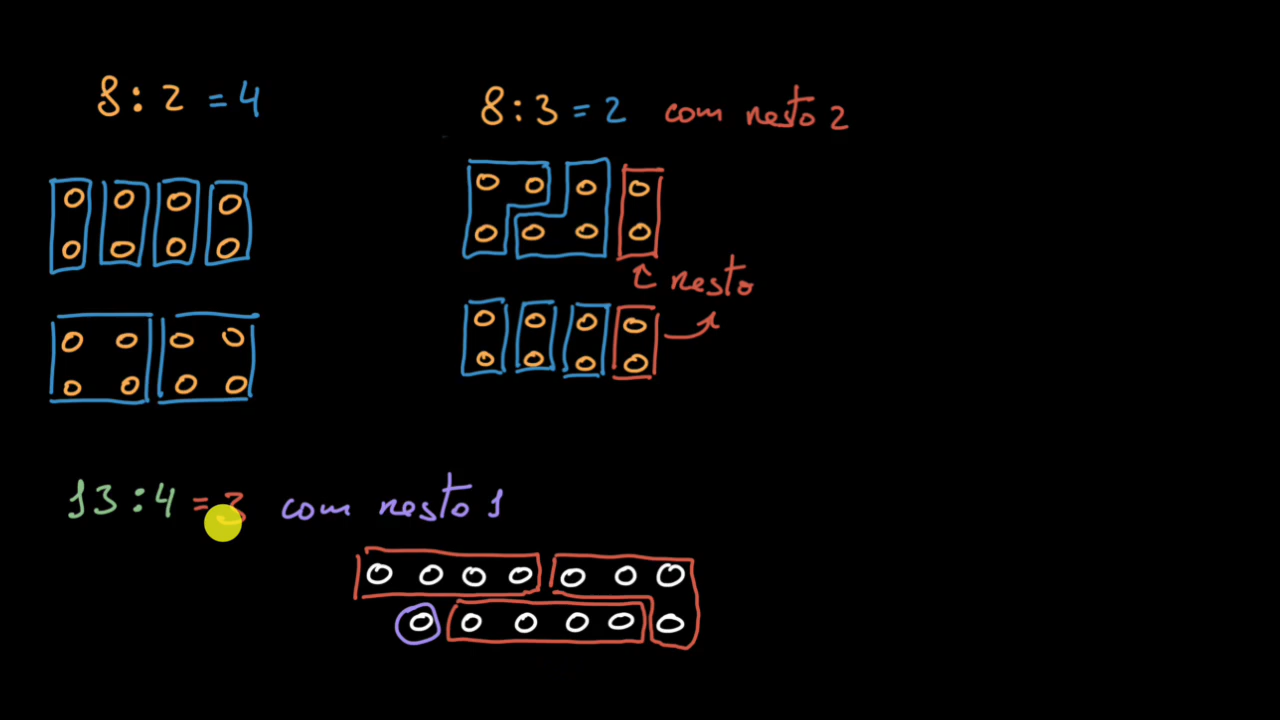 8 : 2 = 4
8 : 3 = 2 com resto 2
resto
13 : 4 = 3 com resto 1